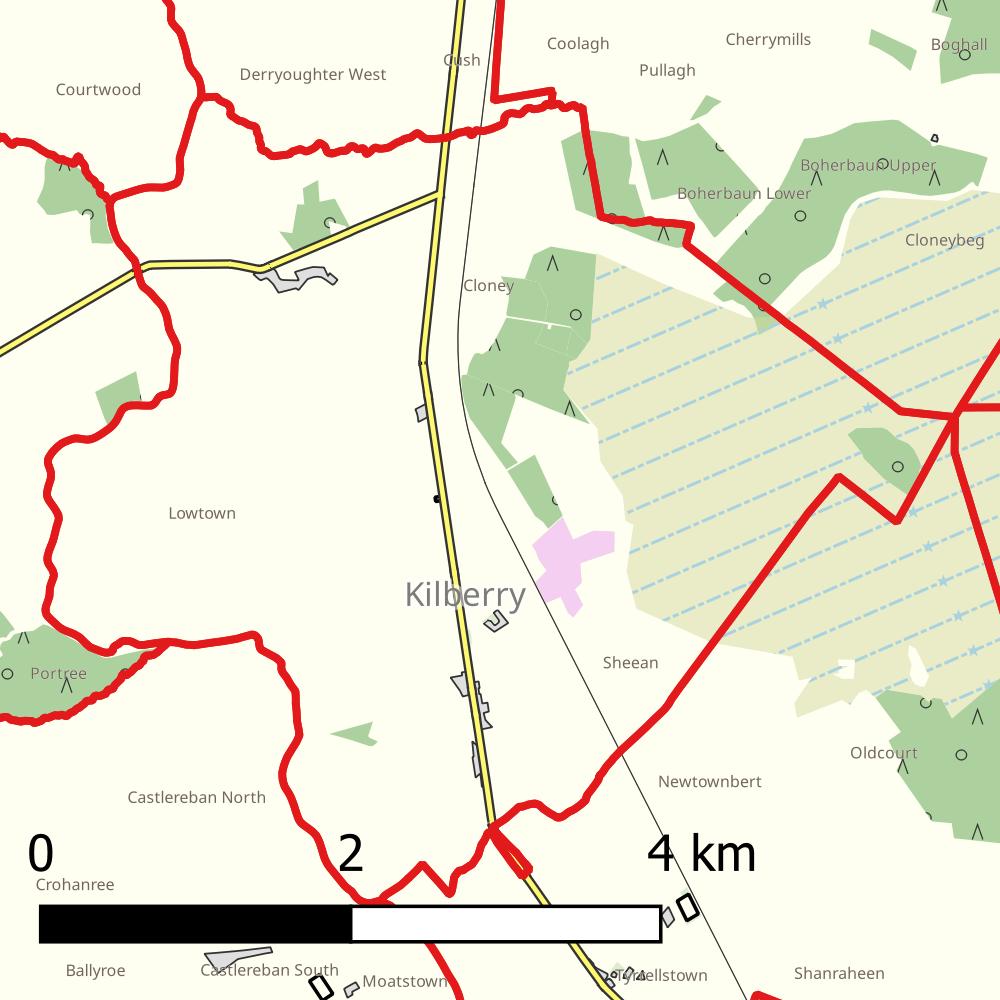 Cherrymills
Coolagh
Boghall
Cush
Pullagh
Derryoughter West
Courtwood
Boherbaun Upper
Boherbaun Lower
Cloneybeg
Cloney
Lowtown
Kilberry
Sheean
Portree
Oldcourt
Newtownbert
Castlereban North
0 2 4 km
Crohanree
Ballyroe
Castlereban South
Moatstown
Tyrrellstown
Shanraheen